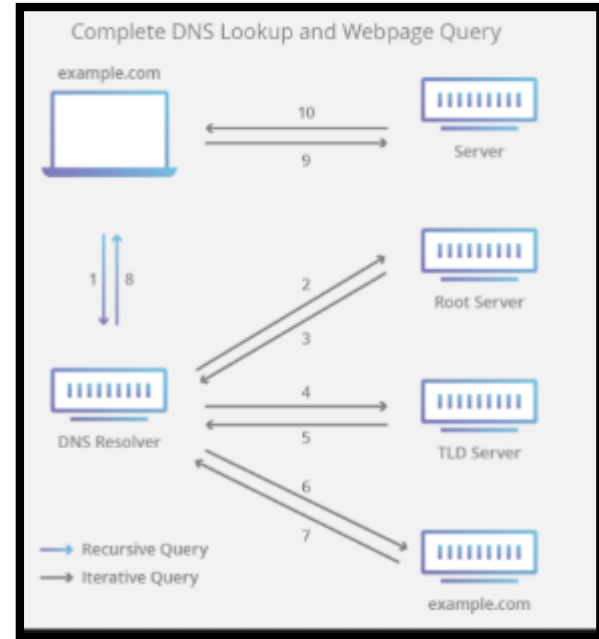 Complete DNS Lookup and Webpage Query
example.com
10
9
Server
1
8
2
3
Root Server
DNS Resolver
4
5
TLD Server
6
7
Recursive Query
Iterative Query
example.com